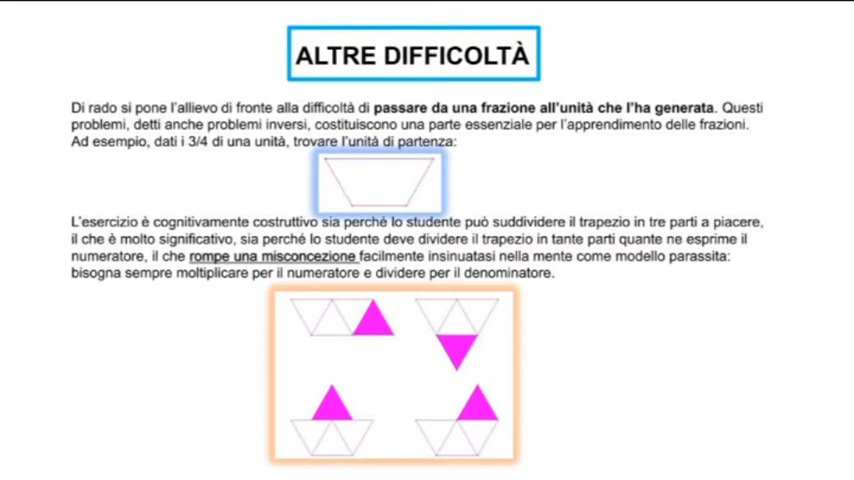 ALTRE DIFFICOLTÀ
Di rado si pone l'allievo di fronte alla difficoltà di passare da una frazione all'unità che l'ha generata. Questi
problemi, detti anche problemi inversi, costituiscono una parte essenziale per l'apprendimento delle frazioni.
Ad esempio, dati i 3/4 di una unità, trovare l'unità di partenza:
L'esercizio è cognitivamente costruttivo sia perché lo studente può suddividere il trapezio in tre parti a piacere,
il che è molto significativo, sia perché lo studente deve dividere il trapezio in tante parti quante ne esprime il
numeratore, il che rompe una misconcezione facilmente insinuatasi nella mente come modello parassita:
bisogna sempre moltiplicare per il numeratore e dividere per il denominatore.